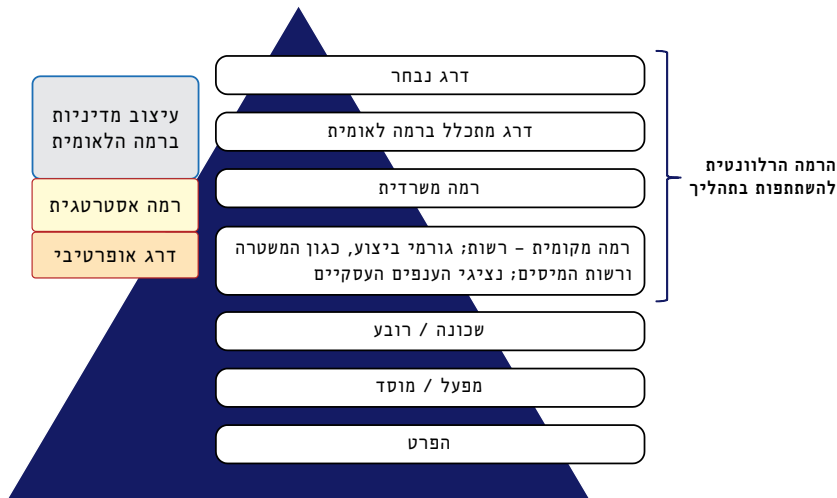 דרג נבחר
דרג מתכלל ברמה לאומית
רמה משרדית
רמה מקומית – רשות; גורמי ביצוע, כגון המשטרה
ורשות המיסים; נציגי הענפים העסקיים
שכונה / רובע
מפעל / מוסד
הפרט
הרמה הרלוונטית
להשתתפות בתהליך
עיצוב מדיניות
ברמה הלאומית
רמה אסטרטגית
דרג אופרטיבי